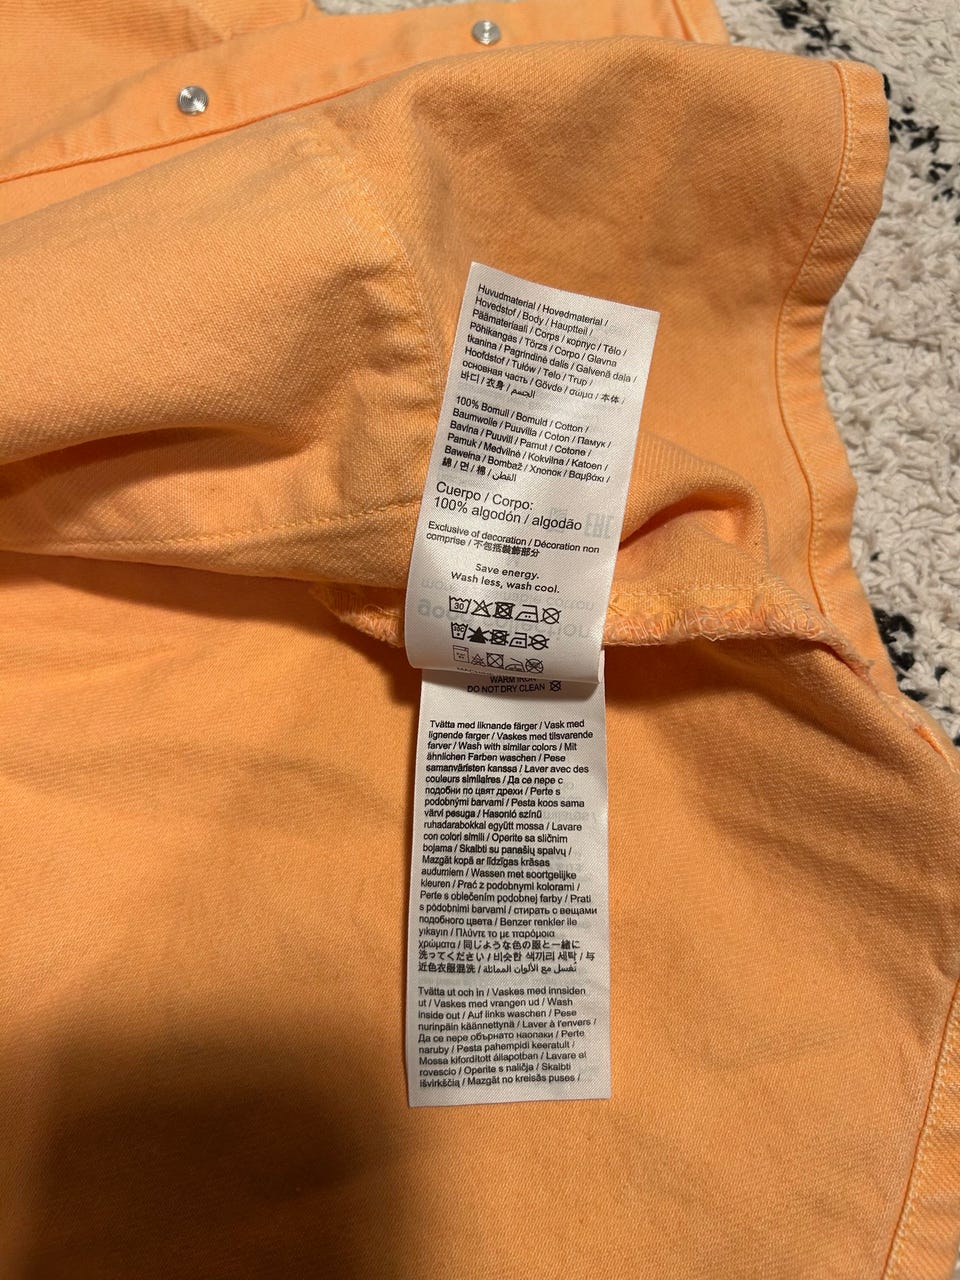 Huvudmaterial / Hovedmaterial /
Hovedstof / Body / Hauptteil /
Päämateriaali / Corps / корпус / Tělo /
Põhikangas / Törzs / Corpo / Glavna
tkanina / Pagrindinė dalis / Galvenā daļa /
Hoofdstof / Tułów / Telo / Trup /
основная часть / Gövde / σώμα / 本体 /
바디 / 衣身 / الجسم
100% Bomull / Bomuld / Cotton /
Baumwolle / Puuvilla / Coton / Памук /
Bavlna / Puuvill / Pamut / Cotone /
Pamuk / Medvilnė / Kokvilna / Katoen /
Bawełna / Bombaž / Хлопок / Βαμβάκι /
綿 / 면 / 棉 / القطن
Cuerpo / Corpo:
100% algodón / algodão
Exclusive of decoration / Décoration non
comprise / 不包括裝飾部分
Save energy.
Wash less, wash cool.
30
WARM IRON
DO NOT DRY CLEAN
Tvätta med liknande färger / Vask med
lignende farger / Vaskes med tilsvarende
farver / Wash with similar colors / Mit
ähnlichen Farben waschen / Pese
samanväristen kanssa / Laver avec des
couleurs similaires / Да се пере с
подобни по цвят дрехи / Perte s
podobnými barvami / Pesta koos sama
värvi pesuga / Hasonló színű
ruhadarabokkal együtt mossa / Lavare
con colori simili / Operite sa sličnim
bojama / Skalbti su panašių spalvų /
Mazgāt kopā ar līdzīgas krāsas
audumiem / Wassen met soortgelijke
kleuren / Prać z podobnymi kolorami /
Perte s oblečením podobnej farby / Prati
s podobnimi barvami / стирать с вещами
подобного цвета / Benzer renkler ile
yıkayın / Πλύντε το με παρόμοια
χρώματα / 同じような色の服と一緒に
洗ってください / 비슷한 색끼리 세탁 / 与
近色衣服混洗 / تُغسل مع الألوان المماثلة
Tvätta ut och in / Vaskes med innsiden
ut / Vaskes med vrangen ud / Wash
inside out / Auf links waschen / Pese
nurinpäin käännettynä / Laver à l'envers /
Да се пере обърнато наопаки / Perte
naruby / Pesta pahempidi keeratult /
Mossa kifordított állapotban / Lavare al
rovescio / Operite s naličja / Skalbti
išvirkščią / Mazgāt no kreisās puses /